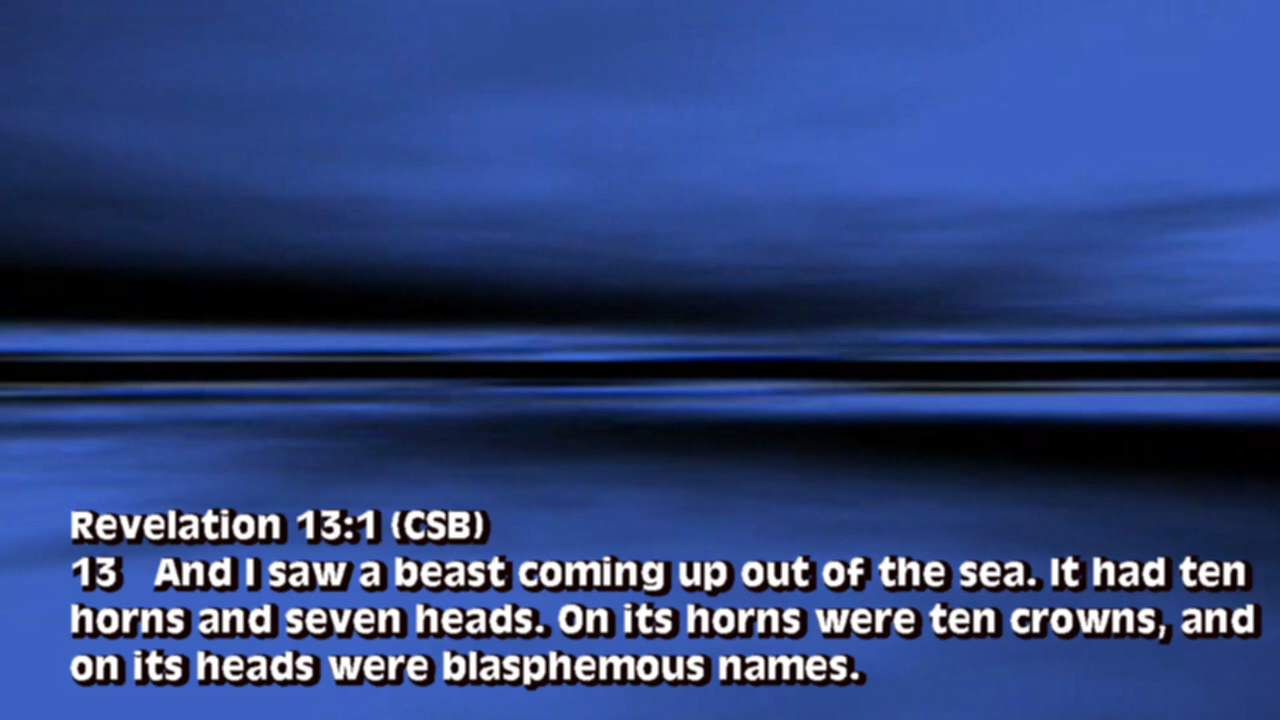 Revelation 13:1 (CSB)
13 And I saw a beast coming up out of the sea. It had ten
horns and seven heads. On its horns were ten crowns, and
on its heads were blasphemous names.